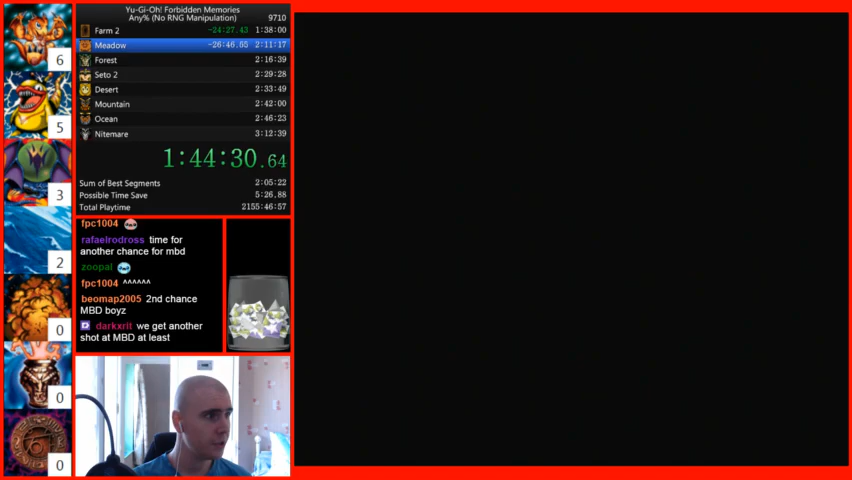 Yu-Gi-Oh! Forbidden Memories
Any% (No RNG Manipulation) 9710
Farm 2 -24:27.43 1:38:00
Meadow -26:46.65 2:11:17
Forest 2:16:39
Seto 2 2:29:28
Desert 2:33:49
Mountain 2:42:00
Ocean 2:46:23
Nitemare 3:12:39
1:44:30.64
Sum of Best Segments 2:05:22
Possible Time Save 5:26.88
Total Playtime 2155:46:57
fpc1004
rafaelrodross time for
another chance for mbd
zoopal
fpc1004 ^^^^^^
beomap2005 2nd chance
MBD boyz
darkxrit we get another
shot at MBD at least
6
5
3
2
0
0
0